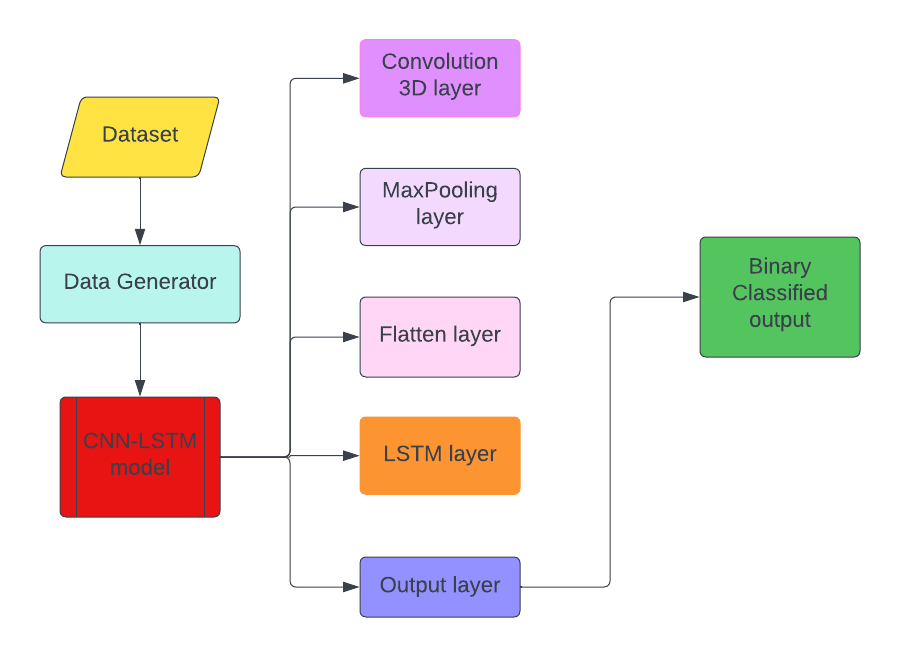 Dataset
Data Generator
CNN-LSTM
model
Convolution
3D layer
MaxPooling
layer
Flatten layer
LSTM layer
Output layer
Binary
Classified
output